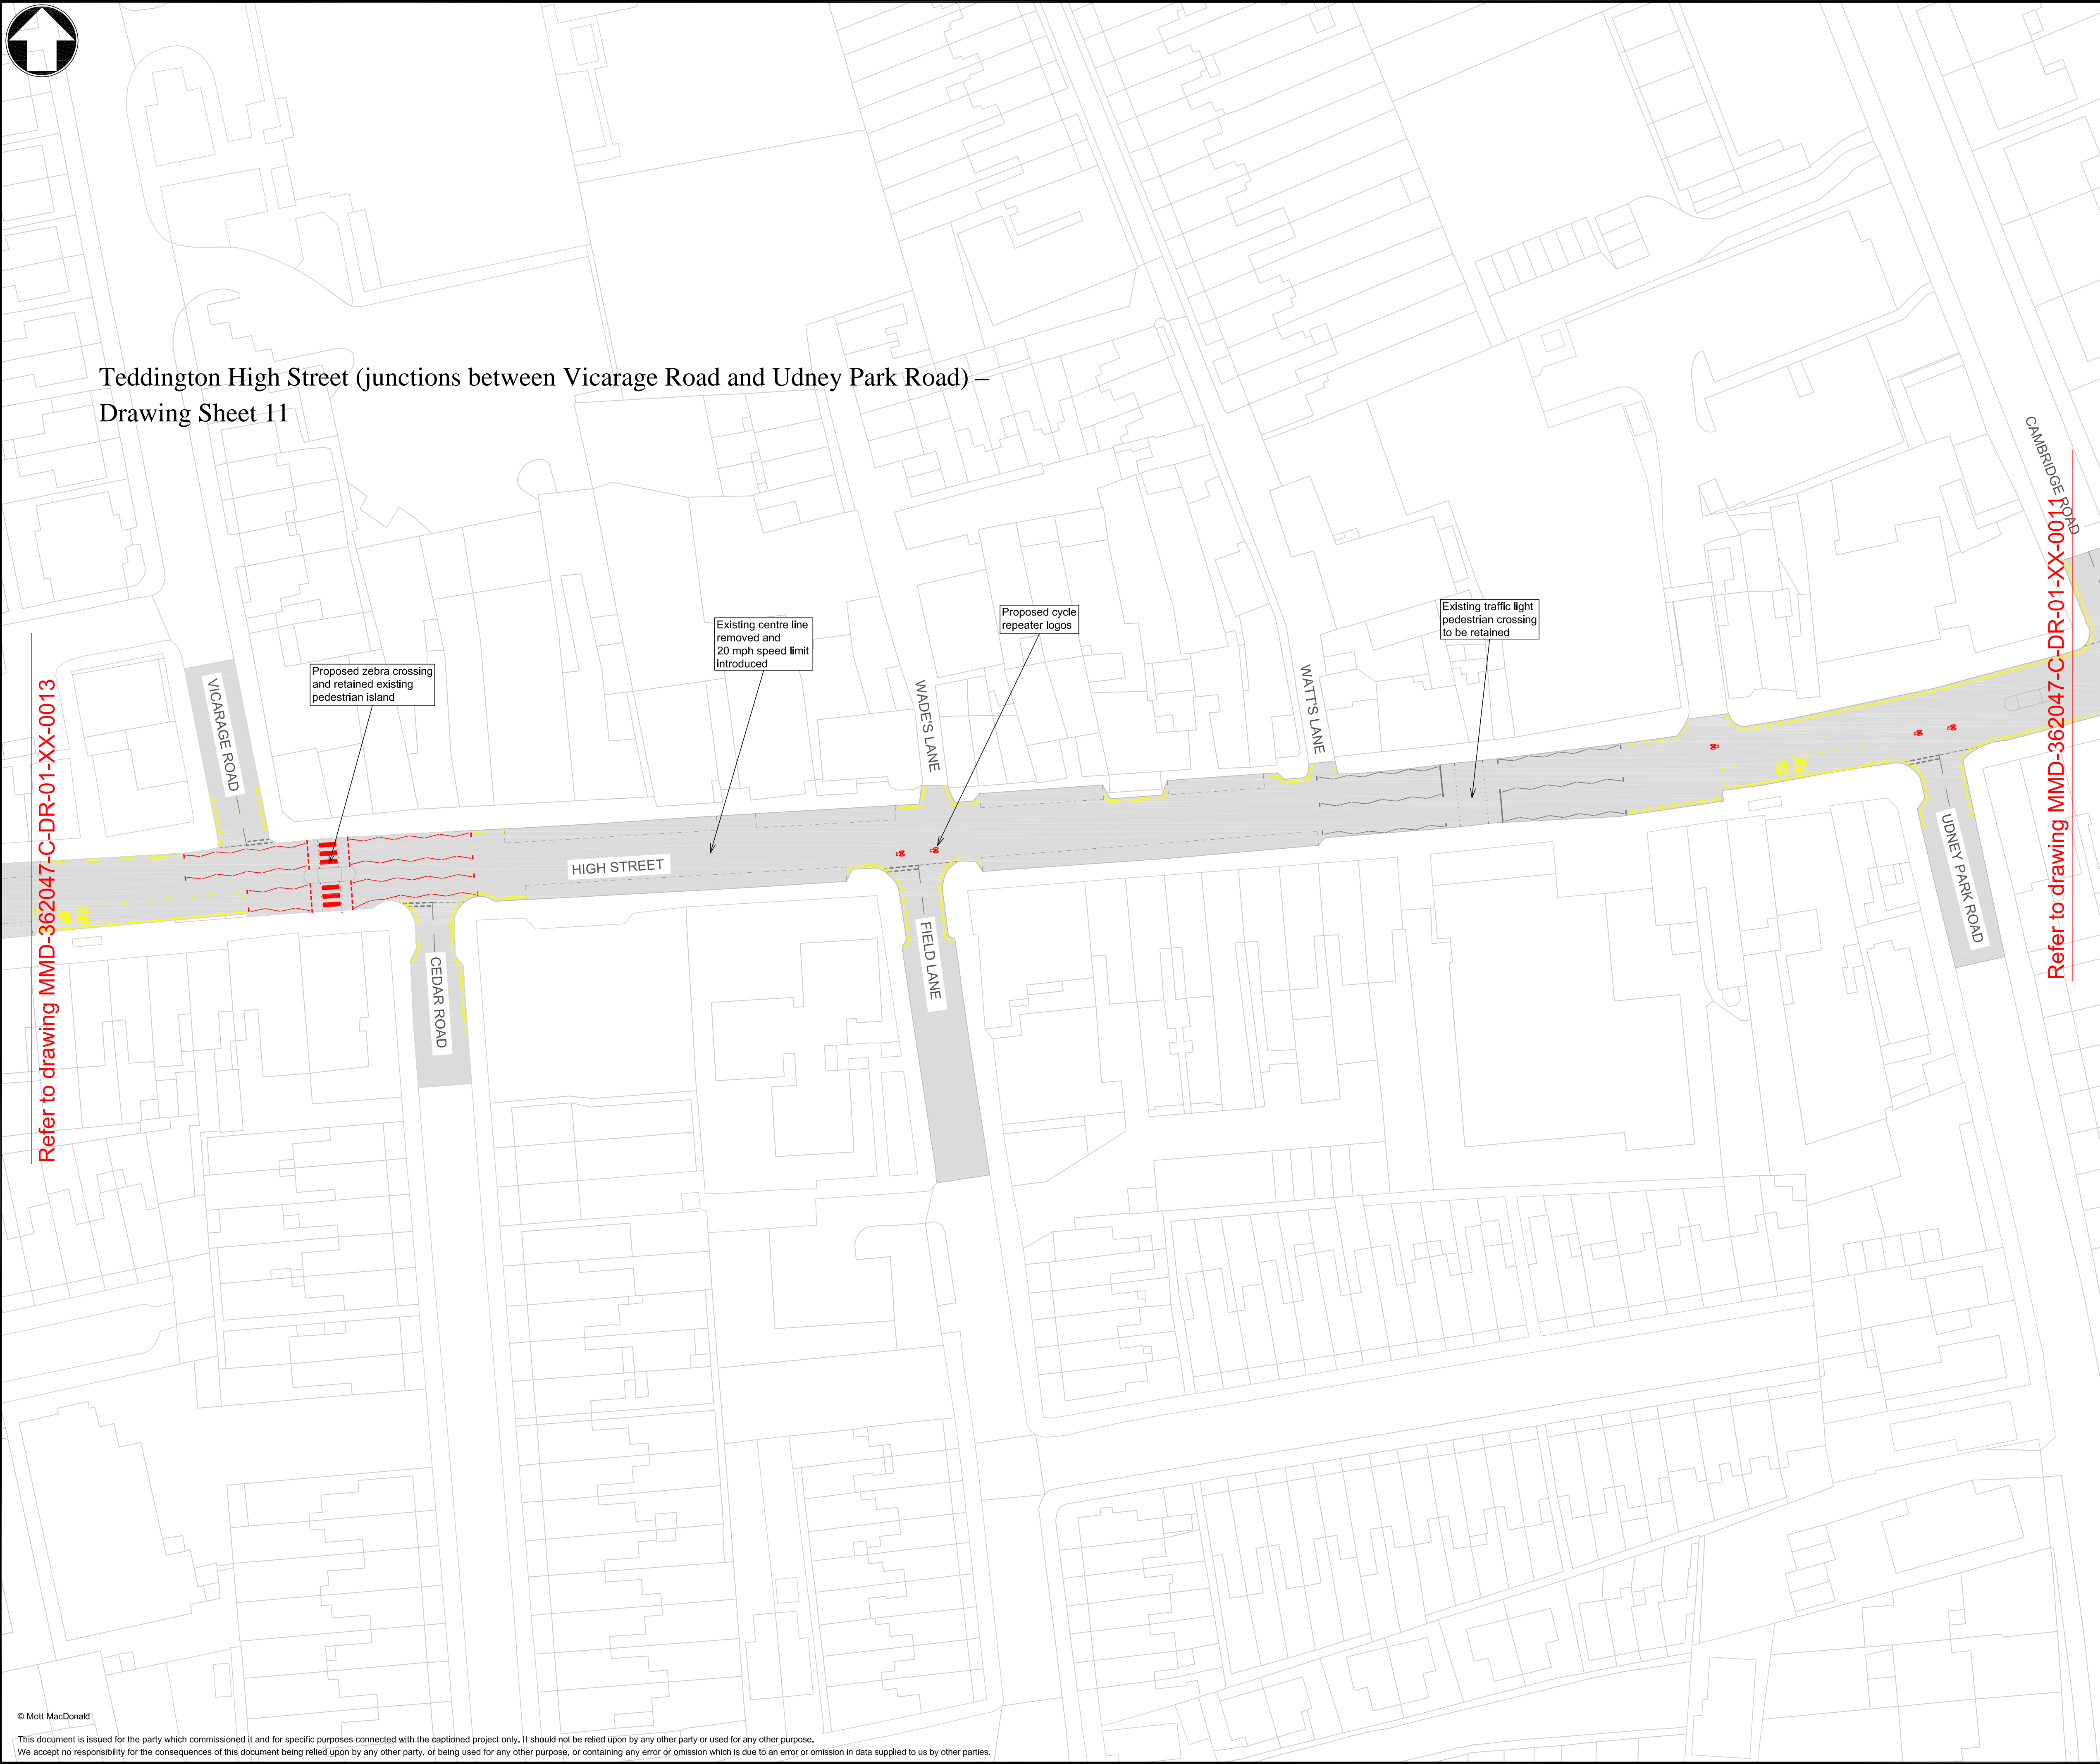 Teddington High Street (junctions between Vicarage Road and Udney Park Road) –
Drawing Sheet 11
CAMBRIDGE ROAD
Refer to drawing MMD-362047-C-DR-01-XX-0011
Existing traffic light
pedestrian crossing
to be retained
Proposed cycle
repeater logos
Existing centre line
removed and
20 mph speed limit
introduced
Proposed zebra crossing
and retained existing
pedestrian island
Refer to drawing MMD-362047-C-DR-01-XX-0013
VICARAGE ROAD
WADE'S LANE
WATT'S LANE
HIGH STREET
UDNEY PARK ROAD
FIELD LANE
CEDAR ROAD
© Mott MacDonald
This document is issued for the party which commissioned it and for specific purposes connected with the captioned project only. It should not be relied upon by any other party or used for any other purpose.
We accept no responsibility for the consequences of this document being relied upon by any other party, or being used for any other purpose, or containing any error or omission which is due to an error or omission in data supplied to us by other parties.